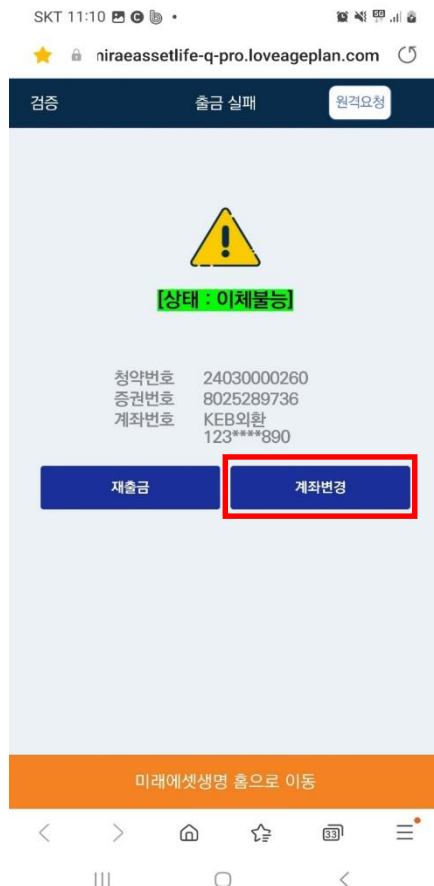 SKT 11:10
niraeassetlife-q-pro.loveageplan.com
검증 출금 실패 원격요청
[상태 : 이체불능]
청약번호 24030000260
증권번호 8025289736
계좌번호 KEB외환
123****890
재출금 계좌변경
미래에셋생명 홈으로 이동
33